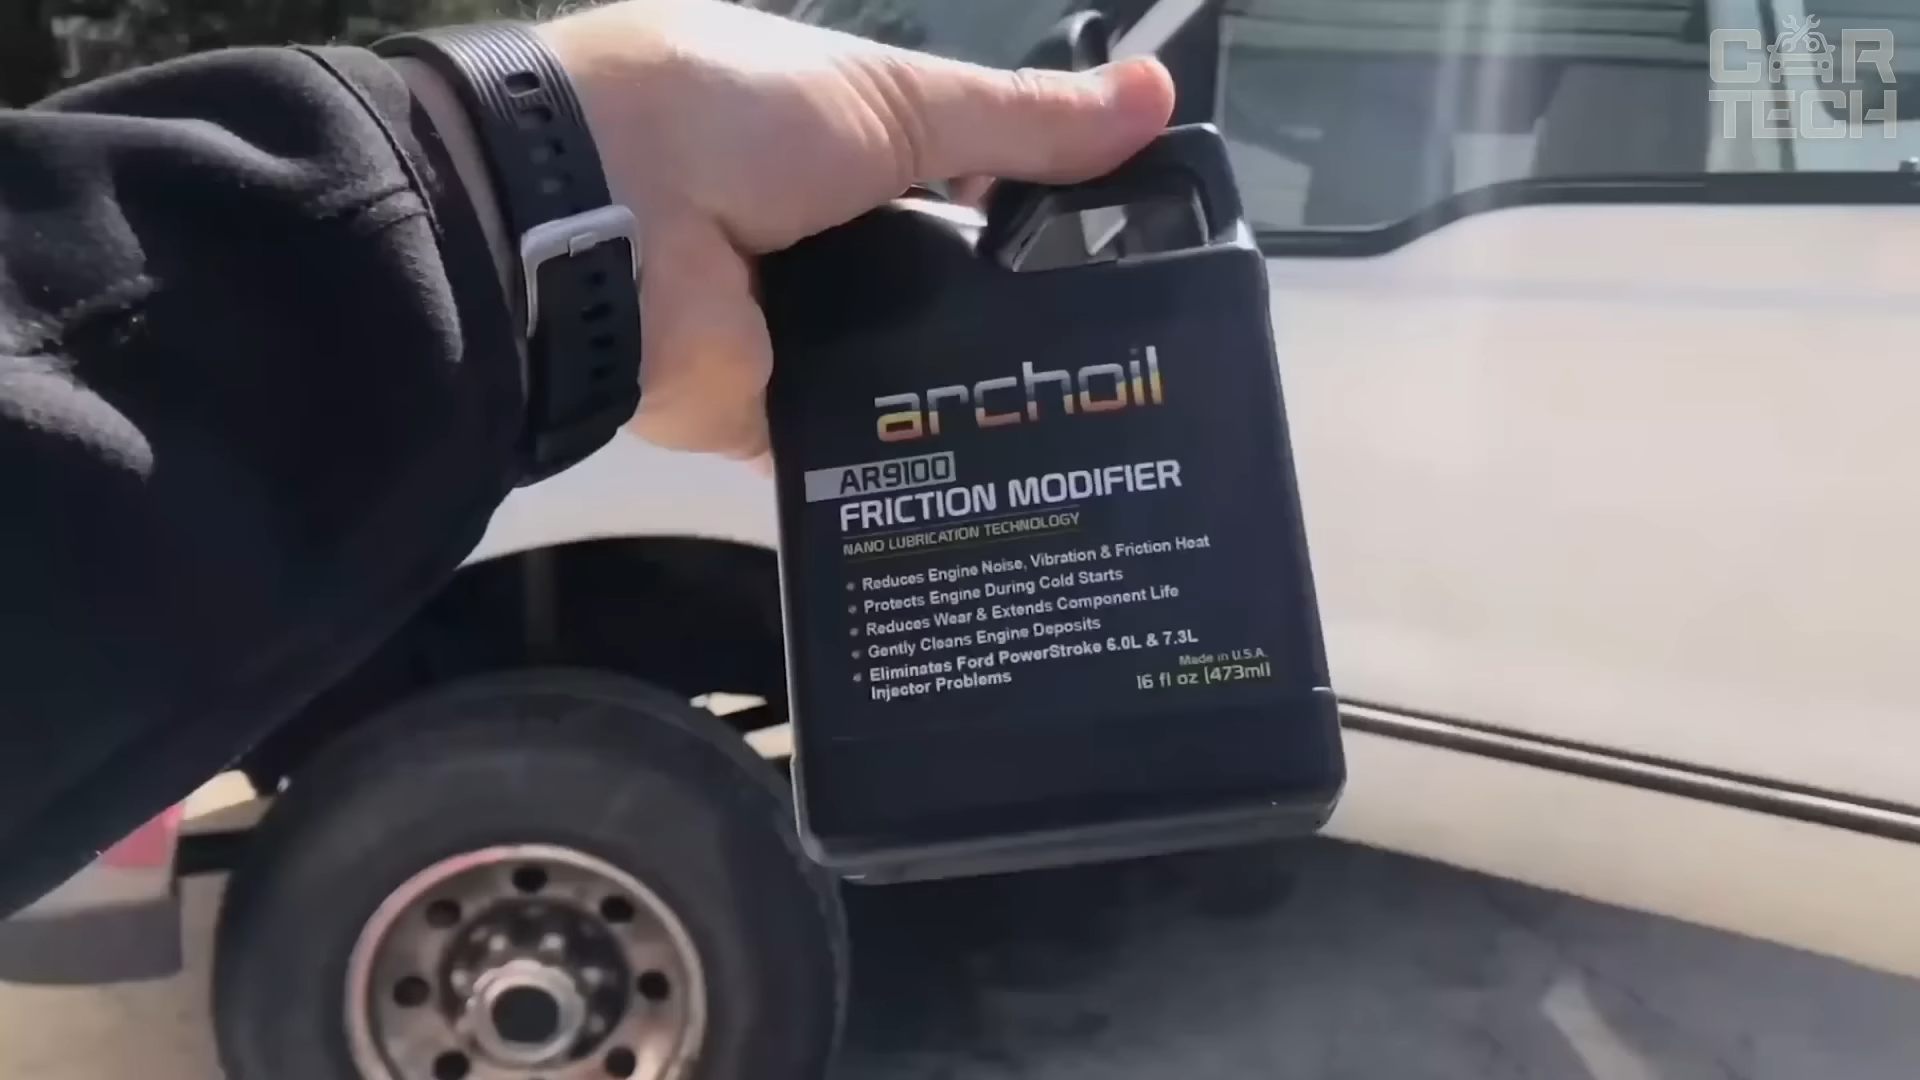 CAR
TECH
archoil
AR9100
FRICTION MODIFIER
NANO LUBRICATION TECHNOLOGY
Reduces Engine Noise, Vibration & Friction Heat
Protects Engine During Cold Starts
Reduces Wear & Extends Component Life
Gently Cleans Engine Deposits
Eliminates Ford PowerStroke 6.0L & 7.3L
Injector Problems
Made in U.S.A.
16 fl oz (473ml)